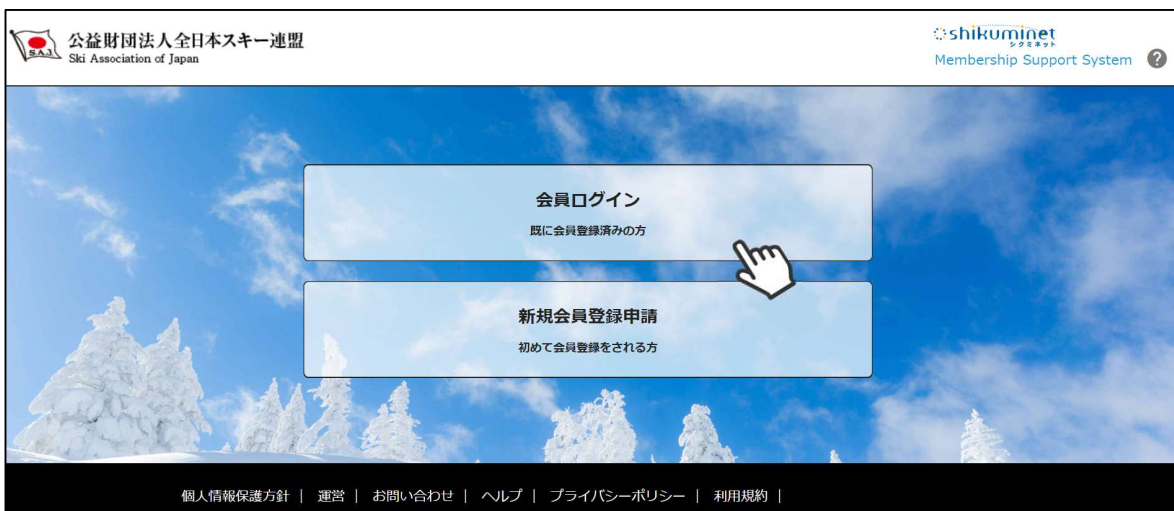 S.A.J.
公益財団法人全日本スキー連盟
Ski Association of Japan
shikuminet
シクミネット
Membership Support System ?
会員ログイン
既に会員登録済みの方
新規会員登録申請
初めて会員登録をされる方
個人情報保護方針 | 運営 | お問い合わせ | ヘルプ | プライバシーポリシー | 利用規約 |